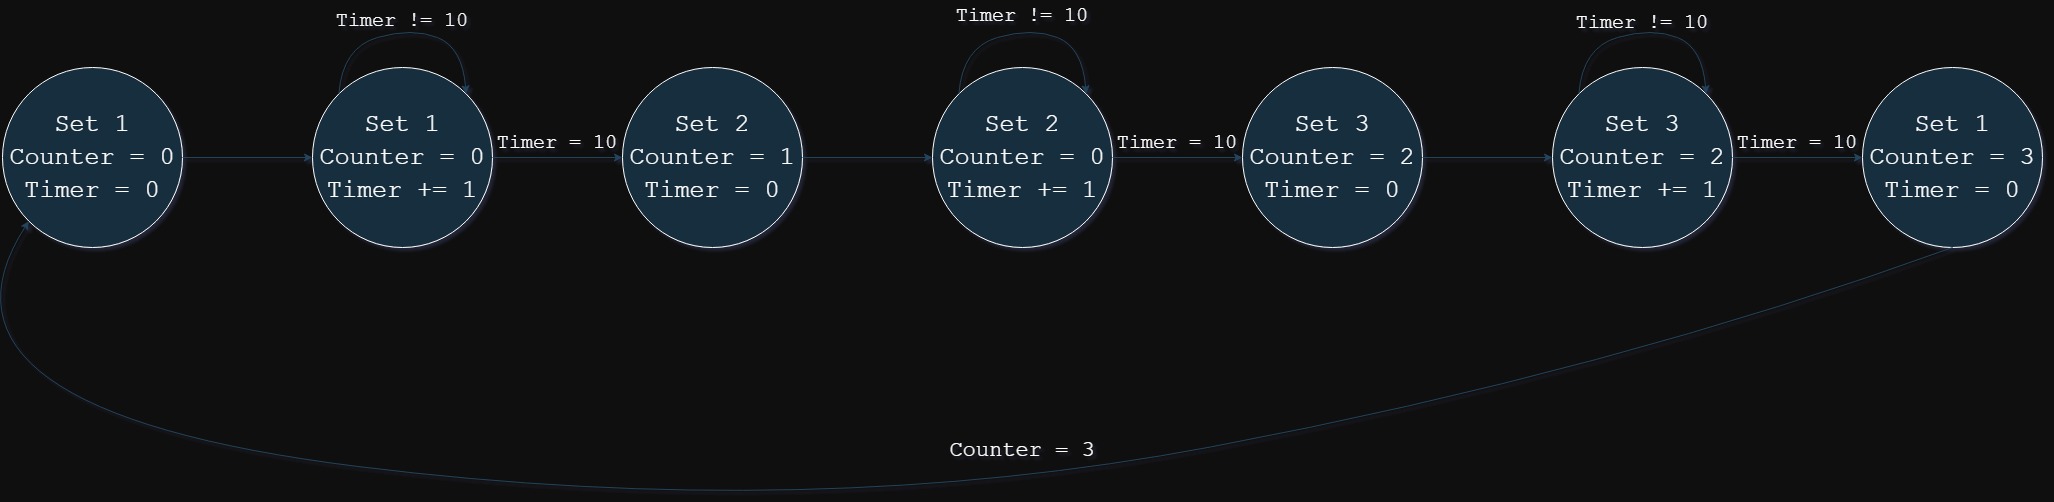 Timer != 10
Timer != 10
Timer != 10
Set 1
Counter = 0
Timer = 0
Set 1
Counter = 0
Timer += 1
Timer = 10
Set 2
Counter = 1
Timer = 0
Set 2
Counter = 0
Timer += 1
Timer = 10
Set 3
Counter = 2
Timer = 0
Set 3
Counter = 2
Timer += 1
Timer = 10
Set 1
Counter = 3
Timer = 0
Counter = 3